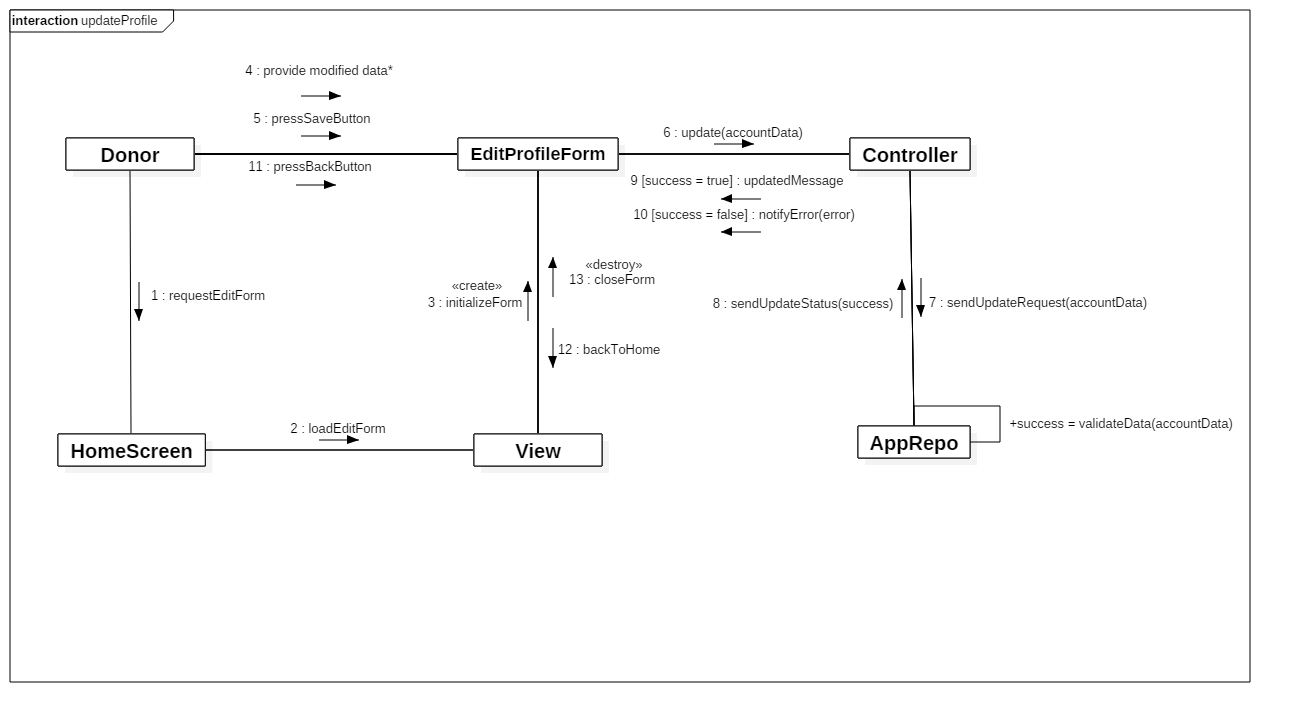 interaction updateProfile
4 : provide modified data*
5 : pressSaveButton
6 : update(accountData)
Donor
EditProfileForm
Controller
11 : pressBackButton
9 [success = true] : updatedMessage
10 [success = false] : notifyError(error)
«destroy»
13 : closeForm
«create»
3 : initializeForm
1 : requestEditForm
8 : sendUpdateStatus(success)
7 : sendUpdateRequest(accountData)
12 : backToHome
2 : loadEditForm
+success = validateData(accountData)
HomeScreen
View
AppRepo